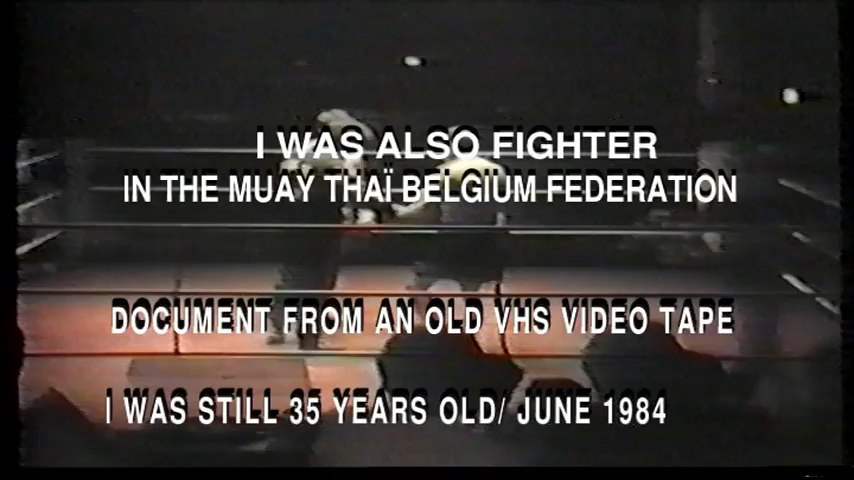 I WAS ALSO FIGHTER
IN THE MUAY THAÏ BELGIUM FEDERATION
DOCUMENT FROM AN OLD VHS VIDEO TAPE
I WAS STILL 35 YEARS OLD/ JUNE 1984